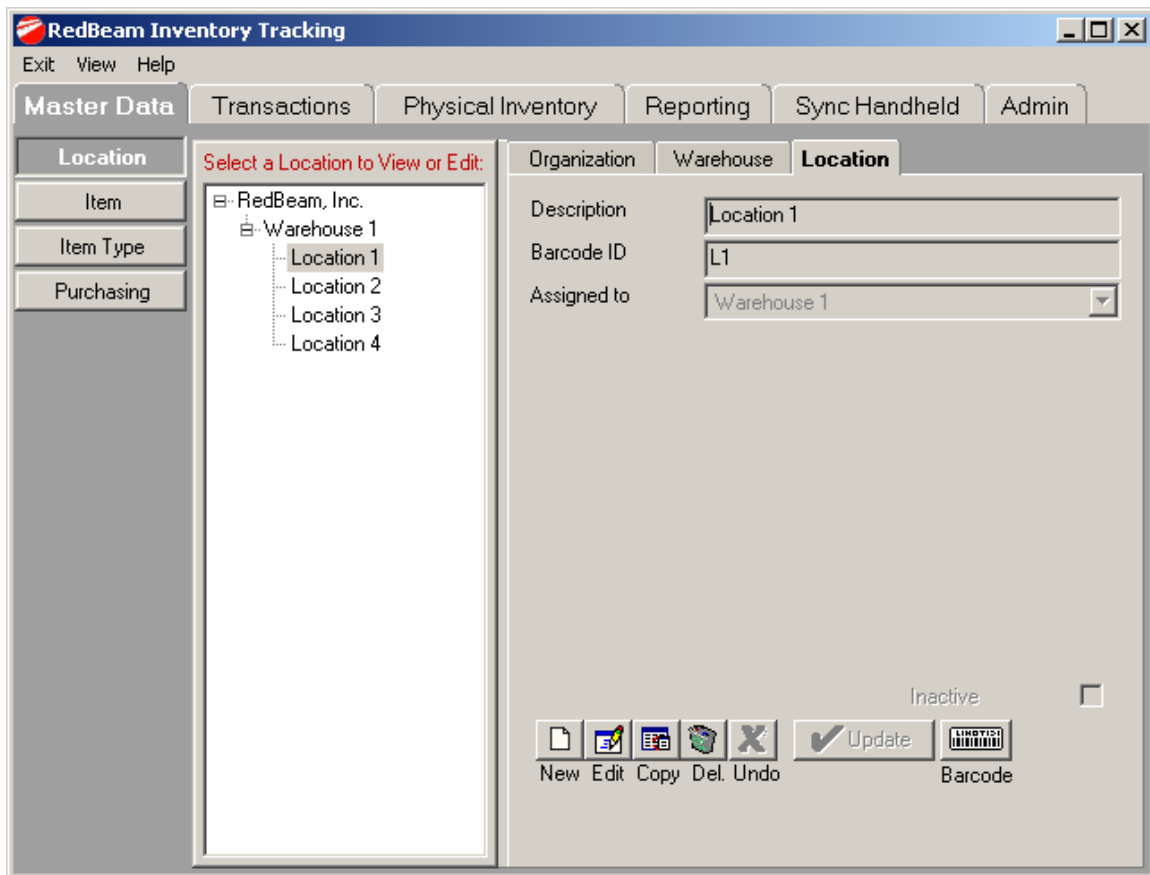 RedBeam Inventory Tracking
Exit View Help
Master Data Transactions Physical Inventory Reporting Sync Handheld Admin
Location
Item
Item Type
Purchasing
Select a Location to View or Edit:
RedBeam, Inc.
Warehouse 1
Location 1
Location 2
Location 3
Location 4
Organization Warehouse Location
Description Location 1
Barcode ID L1
Assigned to Warehouse 1
Inactive
Update
New Edit Copy Del. Undo Barcode